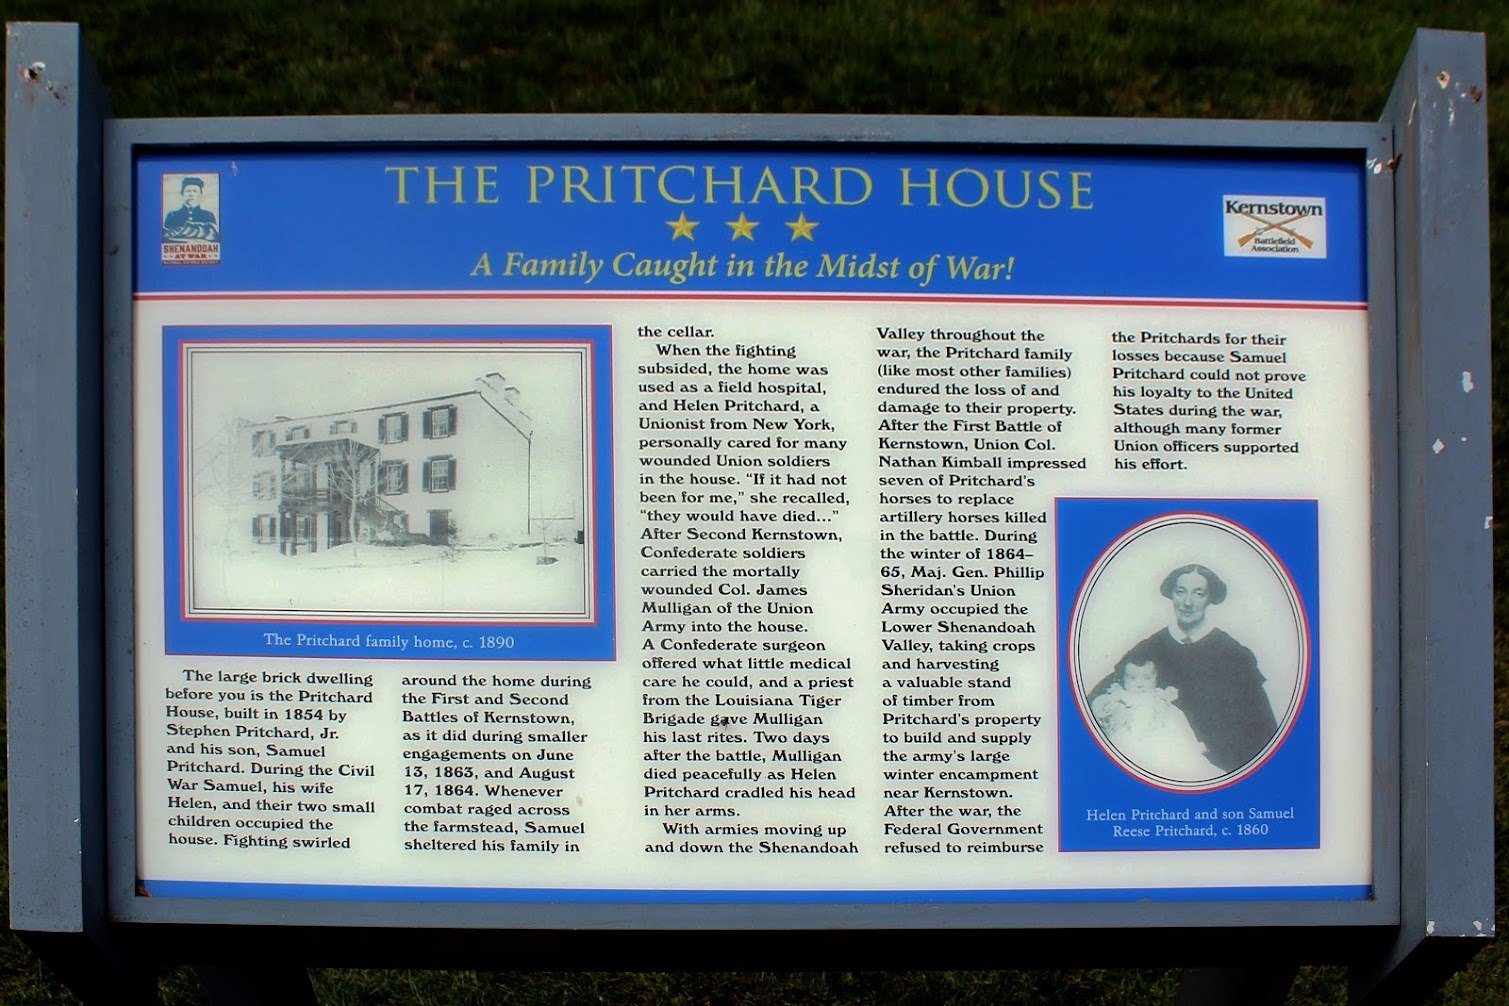 THE PRITCHARD HOUSE
A Family Caught in the Midst of War!
SHENANDOAH
AT WAR
Kernstown
Battlefield
Association
The Pritchard family home, c. 1890
The large brick dwelling
before you is the Pritchard
House, built in 1854 by
Stephen Pritchard, Jr.
and his son, Samuel
Pritchard. During the Civil
War Samuel, his wife
Helen, and their two small
children occupied the
house. Fighting swirled
around the home during
the First and Second
Battles of Kernstown,
as it did during smaller
engagements on June
13, 1863, and August
17, 1864. Whenever
combat raged across
the farmstead, Samuel
sheltered his family in
the cellar.
When the fighting
subsided, the home was
used as a field hospital,
and Helen Pritchard, a
Unionist from New York,
personally cared for many
wounded Union soldiers
in the house. “If it had not
been for me,” she recalled,
“they would have died...”
After Second Kernstown,
Confederate soldiers
carried the mortally
wounded Col. James
Mulligan of the Union
Army into the house.
A Confederate surgeon
offered what little medical
care he could, and a priest
from the Louisiana Tiger
Brigade gave Mulligan
his last rites. Two days
after the battle, Mulligan
died peacefully as Helen
Pritchard cradled his head
in her arms.
With armies moving up
and down the Shenandoah
Valley throughout the
war, the Pritchard family
(like most other families)
endured the loss of and
damage to their property.
After the First Battle of
Kernstown, Union Col.
Nathan Kimball impressed
seven of Pritchard's
horses to replace
artillery horses killed
in the battle. During
the winter of 1864–
65, Maj. Gen. Phillip
Sheridan's Union
Army occupied the
Lower Shenandoah
Valley, taking crops
and harvesting
a valuable stand
of timber from
Pritchard's property
to build and supply
the army's large
winter encampment
near Kernstown.
After the war, the
Federal Government
refused to reimburse
the Pritchards for their
losses because Samuel
Pritchard could not prove
his loyalty to the United
States during the war,
although many former
Union officers supported
his effort.
Helen Pritchard and son Samuel
Reese Pritchard, c. 1860